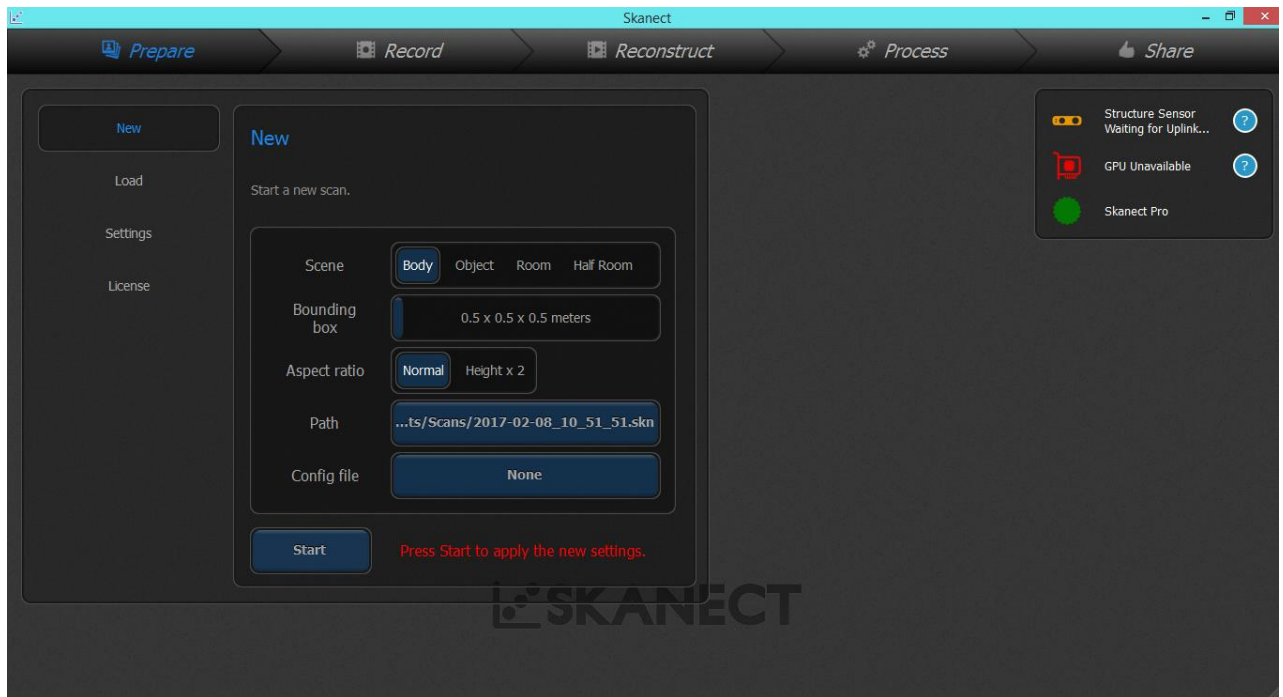 Skanect
Prepare
Record
Reconstruct
Process
Share
New
Load
Settings
License
New
Start a new scan.
Scene
Body Object Room Half Room
Bounding
box
0.5 x 0.5 x 0.5 meters
Aspect ratio
Normal Height x 2
Path
...ts/Scans/2017-02-08_10_51_51.skn
Config file
None
Start
Press Start to apply the new settings.
Structure Sensor
Waiting for Uplink...
?
GPU Unavailable
?
Skanect Pro
SKANECT